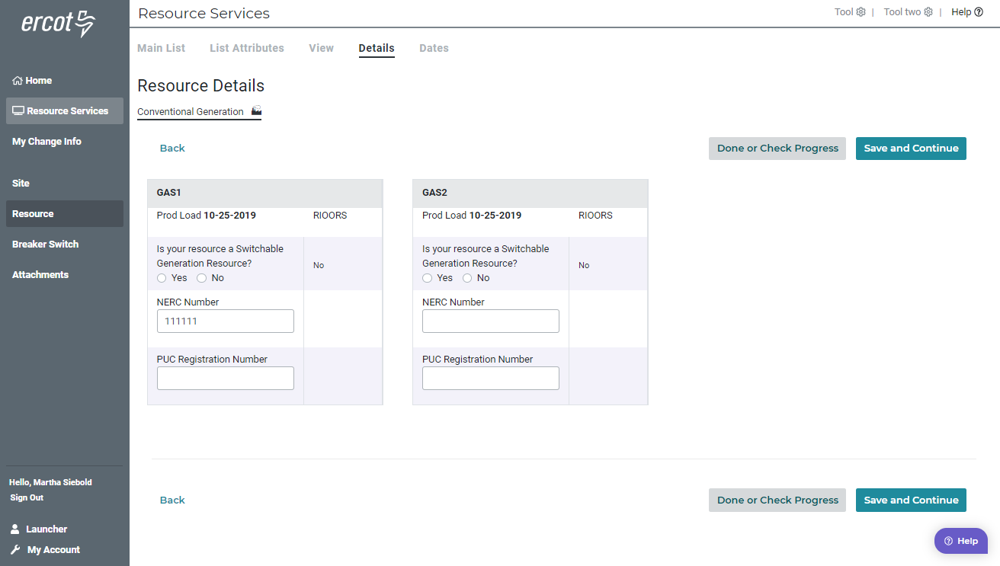 ercot
Resource Services
Tool | Tool two | Help
Main List List Attributes View Details Dates
Home
Resource Services
My Change Info
Site
Resource
Breaker Switch
Attachments
Hello, Martha Siebold
Sign Out
Launcher
My Account
Resource Details
Conventional Generation
Back Done or Check Progress Save and Continue
GAS1
Prod Load 10-25-2019 RIOORS
Is your resource a Switchable
Generation Resource?
No
Yes No
NERC Number
111111
PUC Registration Number
GAS2
Prod Load 10-25-2019 RIOORS
Is your resource a Switchable
Generation Resource?
No
Yes No
NERC Number
PUC Registration Number
Back Done or Check Progress Save and Continue
Help